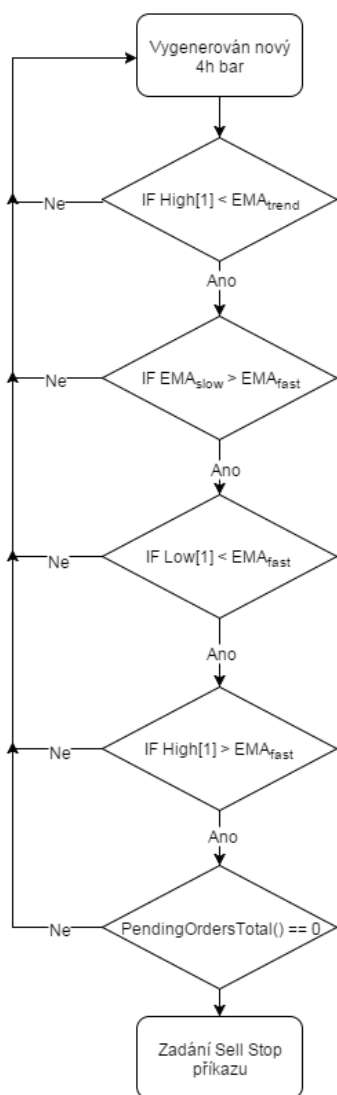 Vygenerován nový
4h bar
Ne
IF High[1] < EMAtrend
Ano
Ne
IF EMAslow > EMAfast
Ano
Ne
IF Low[1] < EMAfast
Ano
Ne
IF High[1] > EMAfast
Ano
Ne
PendingOrdersTotal() == 0
Zadání Sell Stop
příkazu